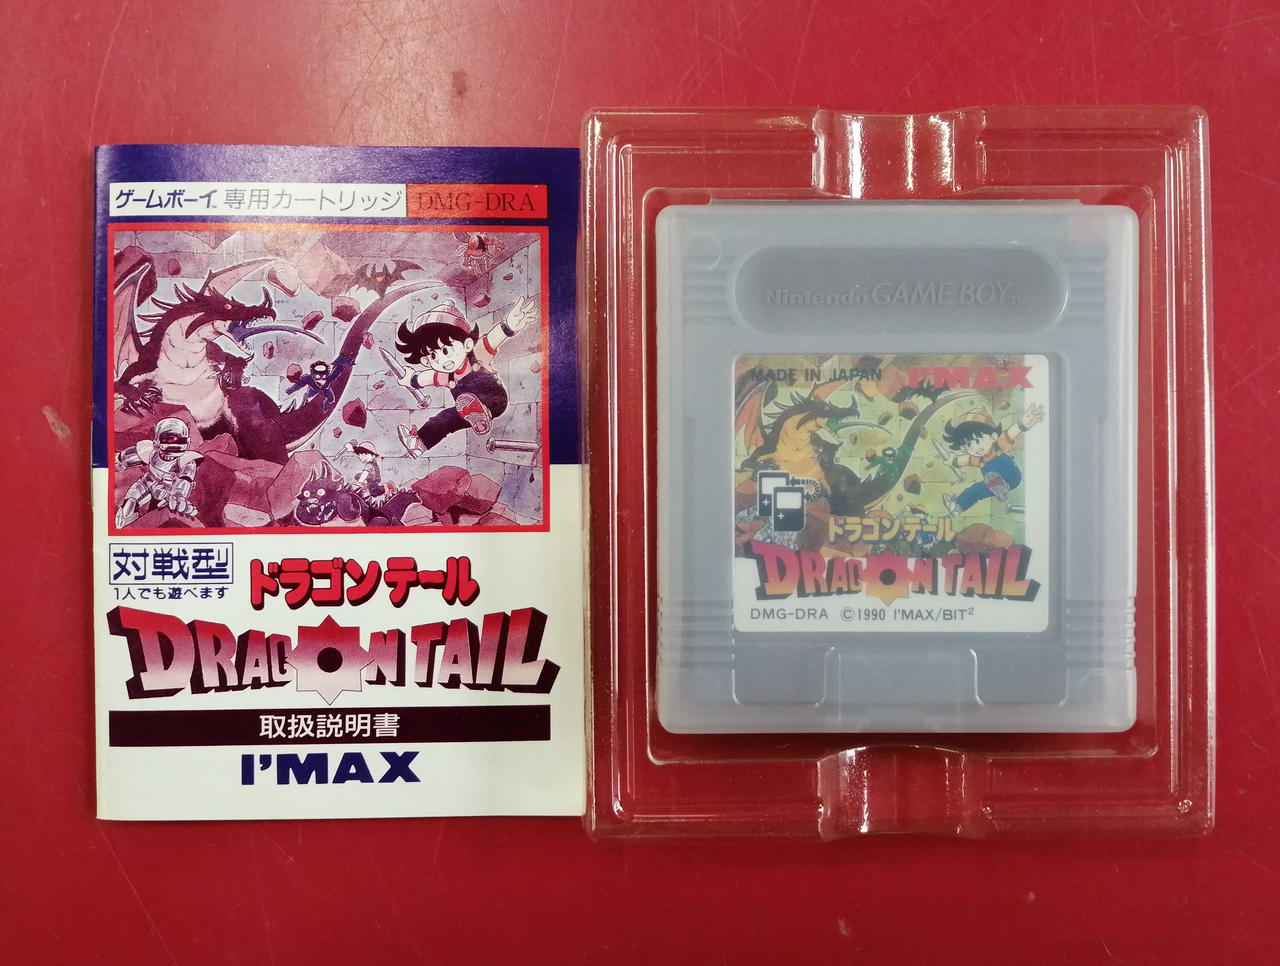 ゲームボーイ専用カートリッジ DMG-DRA
対戦型
1人でも遊べます
ドラゴンテール
DRAGON TAIL
取扱説明書
I'MAX
Nintendo GAME BOY™
MADE IN JAPAN I'MAX
ドラゴンテール
DRAGON TAIL
DMG-DRA ©1990 I'MAX/BIT²